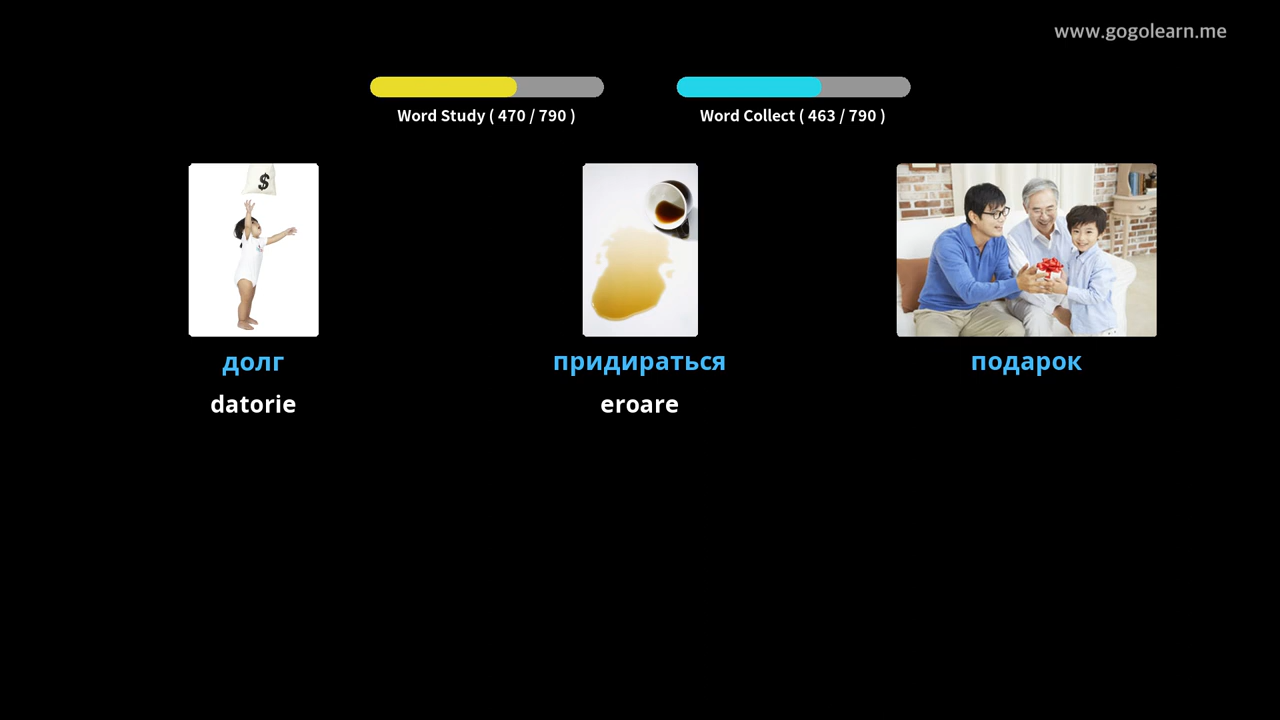 www.gogolearn.me
Word Study ( 470 / 790 )
Word Collect ( 463 / 790 )
$
долг
придираться
подарок
datorie
eroare